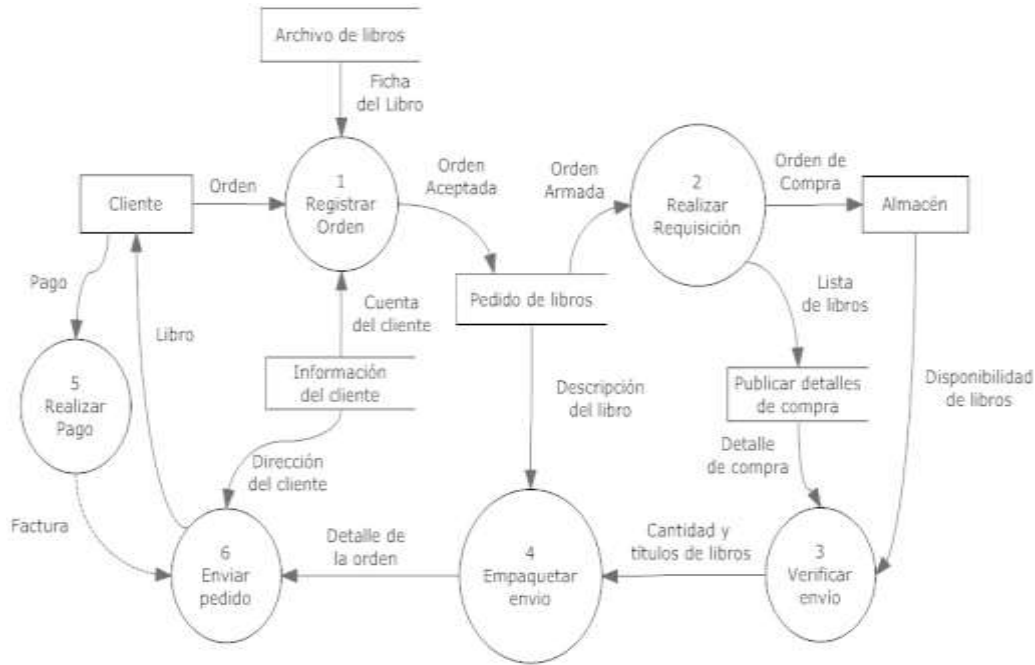 Archivo de libros
Ficha
del Libro
1
Registrar
Orden
Orden
Aceptada
Orden
Armada
2
Realizar
Requisición
Orden de
Compra
Cliente
Orden
Almacén
Pago
Libro
Cuenta
del cliente
Pedido de libros
Lista
de libros
5
Realizar
Pago
Información
del cliente
Descripción
del libro
Publicar detalles
de compra
Disponibilidad
de libros
Dirección
del cliente
Detalle
de compra
Factura
6
Enviar
pedido
Detalle de
la orden
4
Empaquetar
envio
Cantidad y
títulos de libros
3
Verificar
envío